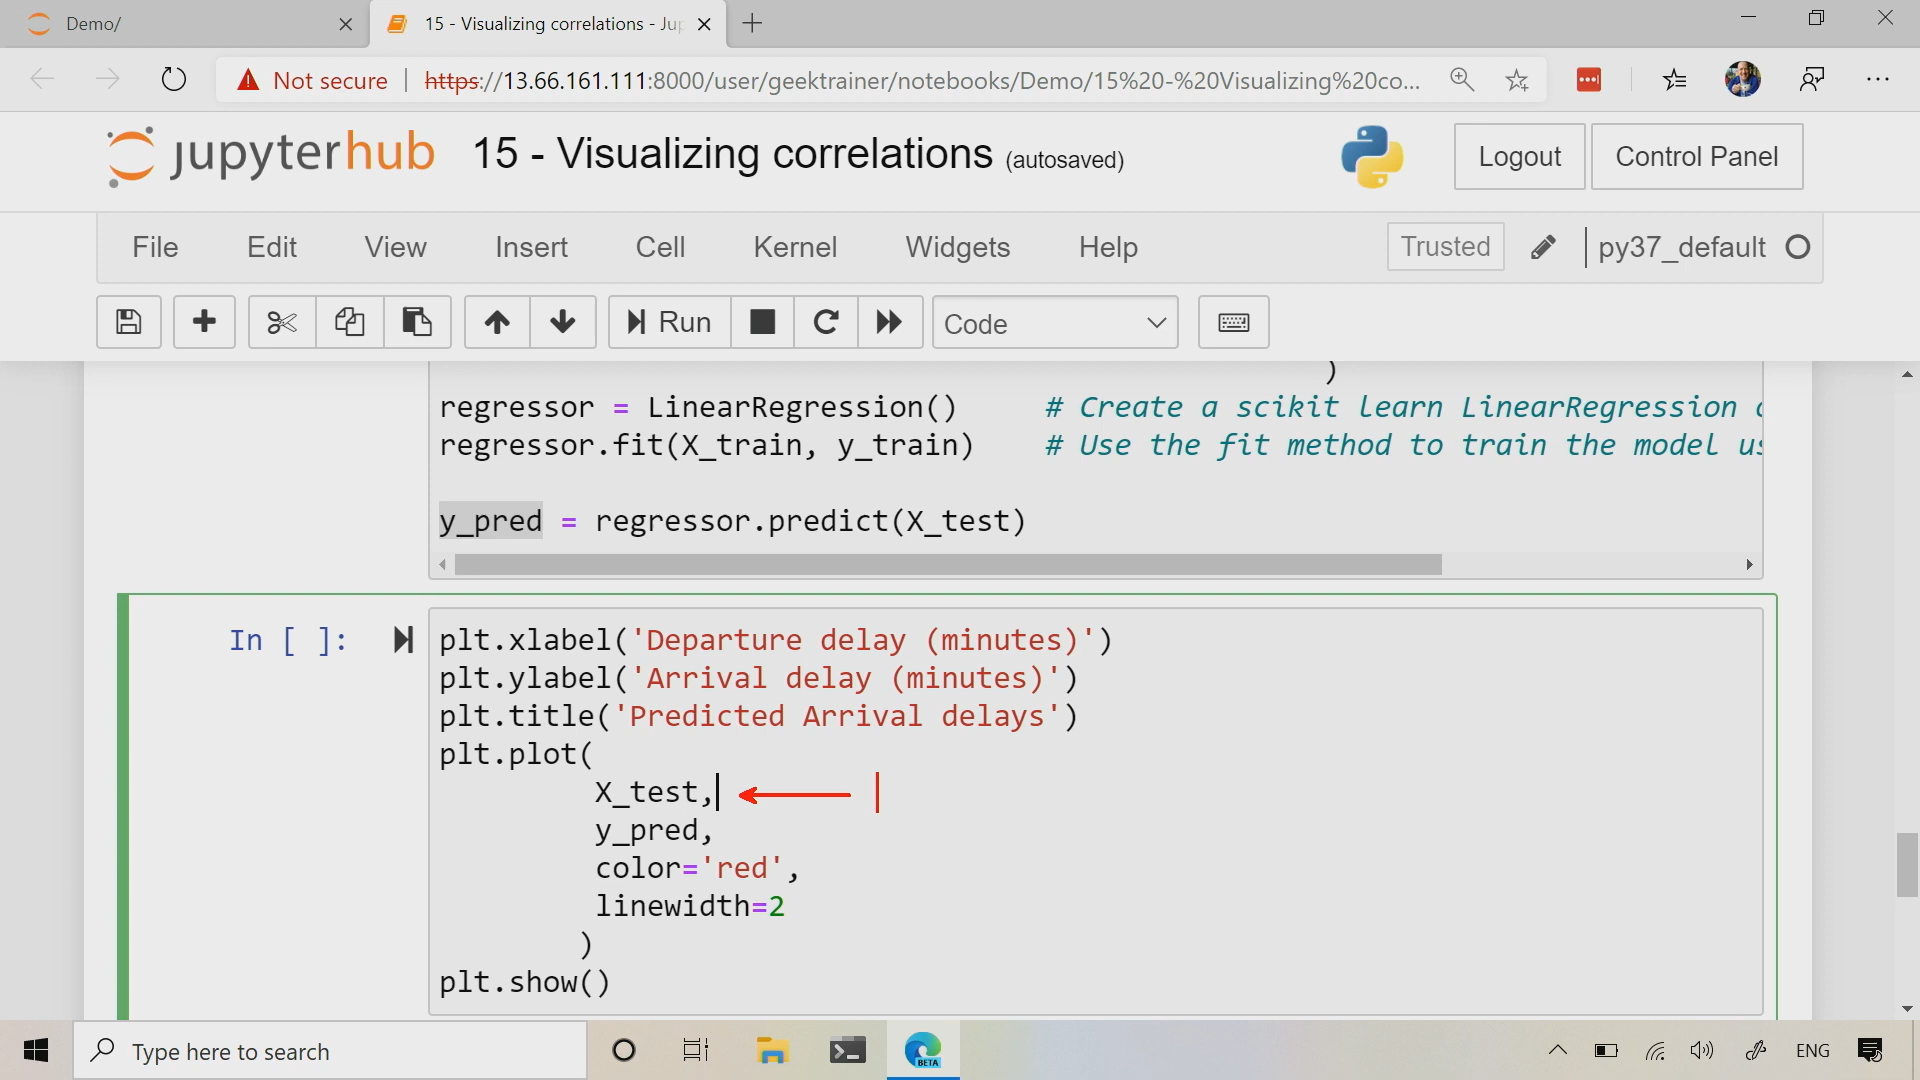 Demo/
15 - Visualizing correlations - Jup
Not secure
https://13.66.161.111:8000/user/geektrainer/notebooks/Demo/15%20-%20Visualizing%20co...
jupyterhub
15 - Visualizing correlations (autosaved)
Logout
Control Panel
File Edit View Insert Cell Kernel Widgets Help
Trusted
py37_default
Run
Code
)
regressor = LinearRegression() # Create a scikit learn LinearRegression
regressor.fit(X_train, y_train) # Use the fit method to train the model us
y_pred = regressor.predict(X_test)
In [ ]:
plt.xlabel('Departure delay (minutes)')
plt.ylabel('Arrival delay (minutes)')
plt.title('Predicted Arrival delays')
plt.plot(
X_test,
y_pred,
color='red',
linewidth=2
)
plt.show()
Type here to search
BETA
ENG